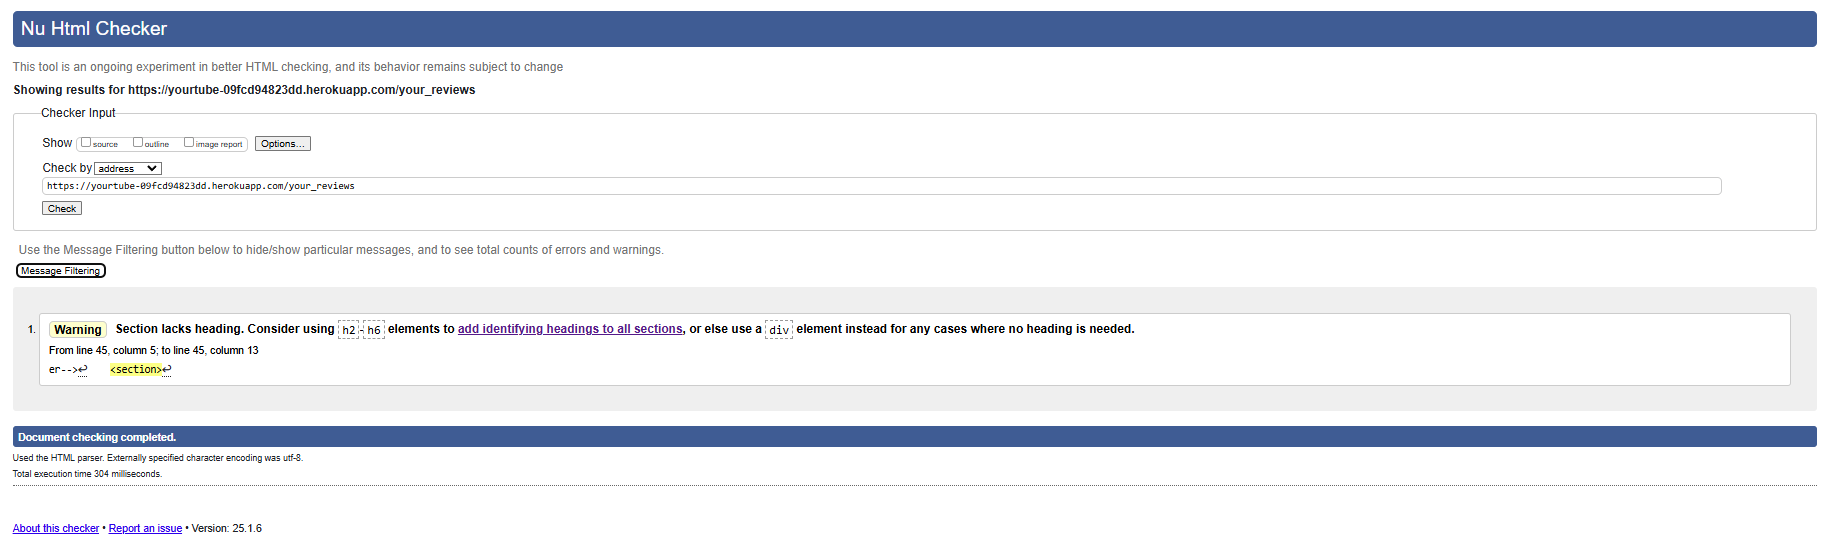 Nu Html Checker
This tool is an ongoing experiment in better HTML checking, and its behavior remains subject to change
Showing results for https://yourtube-09fcd94823dd.herokuapp.com/your_reviews
Checker Input
Show source outline image report Options...
Check by address
https://yourtube-09fcd94823dd.herokuapp.com/your_reviews
Check
Use the Message Filtering button below to hide/show particular messages, and to see total counts of errors and warnings.
Message Filtering
1. Warning Section lacks heading. Consider using h2-h6 elements to add identifying headings to all sections, or else use a div element instead for any cases where no heading is needed.
From line 45, column 5; to line 45, column 13
er-->↩ <section>↩
Document checking completed.
Used the HTML parser. Externally specified character encoding was utf-8.
Total execution time 304 milliseconds.
About this checker • Report an issue • Version: 25.1.6